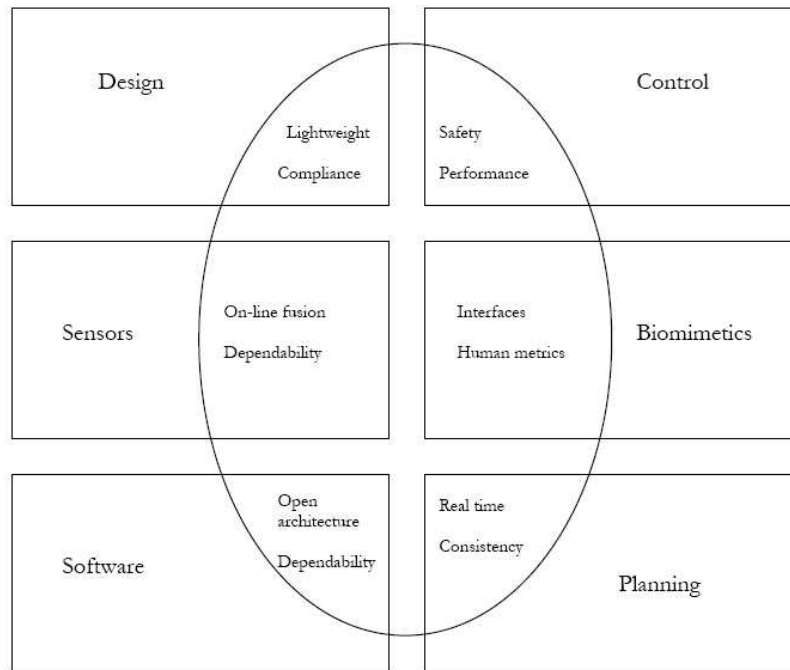 Design
Lightweight
Compliance
Control
Safety
Performance
Sensors
On-line fusion
Dependability
Interfaces
Human metrics
Biomimetics
Software
Open
architecture
Dependability
Real time
Consistency
Planning